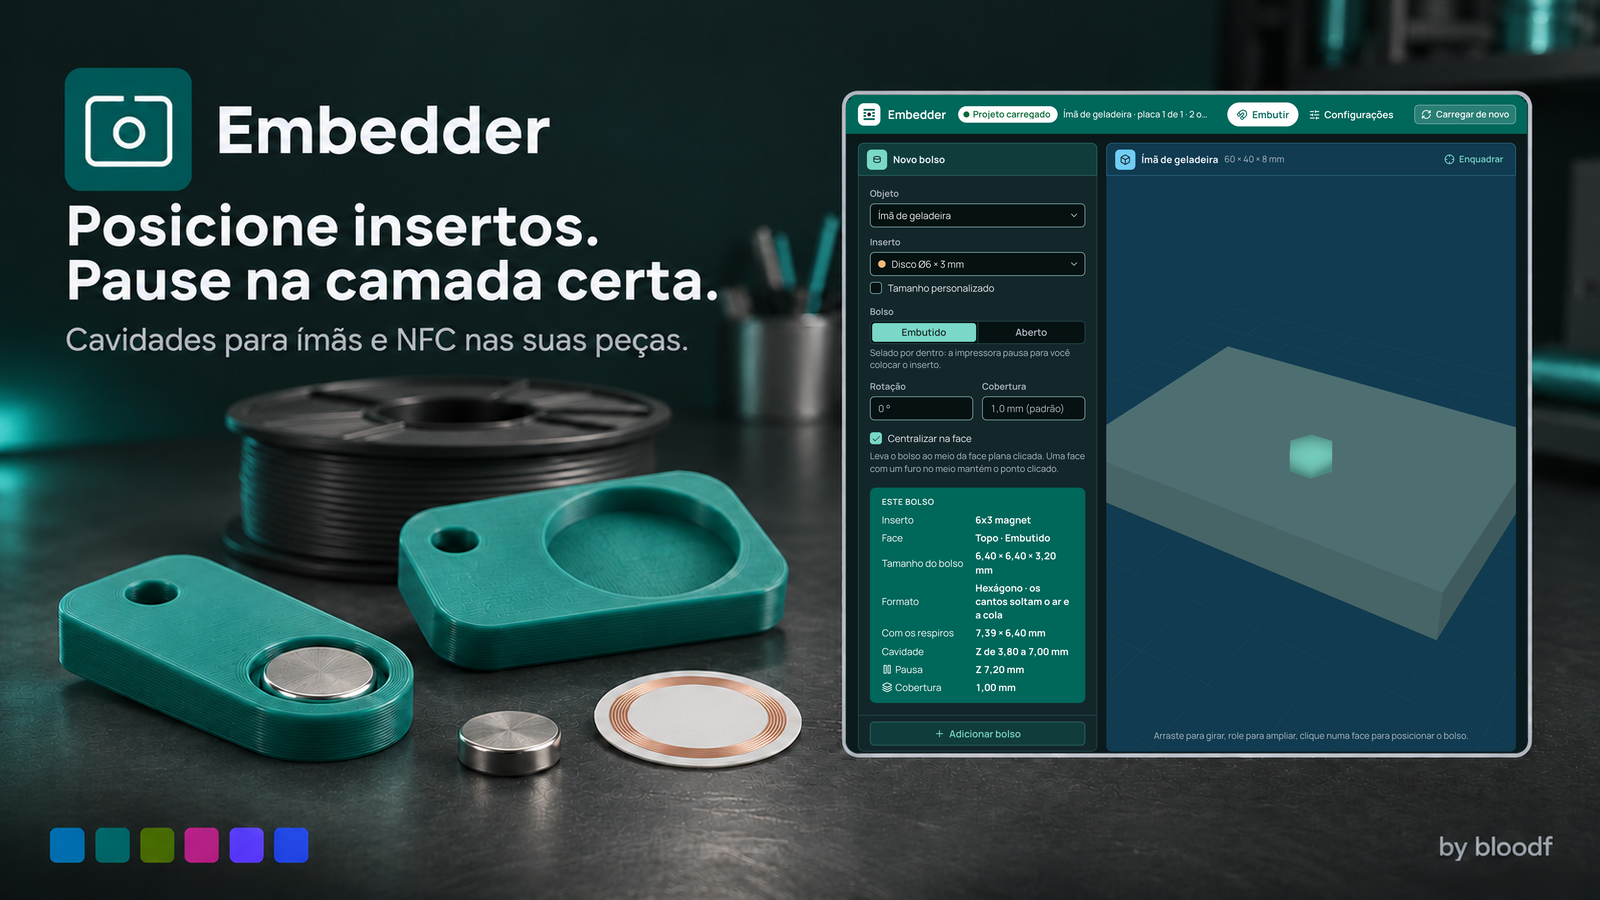 Embedder
Posicione insertos.
Pause na camada certa.
Cavidades para ímãs e NFC nas suas peças.
Embedder
Projeto carregado
Ímã de geladeira · placa 1 de 1 · 2 o...
Embutir
Configurações
Carregar de novo
Novo bolso
Objeto
Ímã de geladeira
Inserto
Disco Ø6 × 3 mm
Tamanho personalizado
Bolso
Embutido
Aberto
Selado por dentro: a impressora pausa para você
colocar o inserto.
Rotação
Cobertura
0 °
1,0 mm (padrão)
Centralizar na face
Leva o bolso ao meio da face plana clicada. Uma face
com um furo no meio mantém o ponto clicado.
ESTE BOLSO
Inserto 6x3 magnet
Face Topo · Embutido
Tamanho do bolso 6,40 × 6,40 × 3,20
mm
Formato Hexágono · os
cantos soltam o ar e
a cola
Com os respiros 7,39 × 6,40 mm
Cavidade Z de 3,80 a 7,00 mm
Pausa Z 7,20 mm
Cobertura 1,00 mm
+ Adicionar bolso
Ímã de geladeira 60 × 40 × 8 mm
Enquadrar
Arraste para girar, role para ampliar, clique numa face para posicionar o bolso.
by bloodf